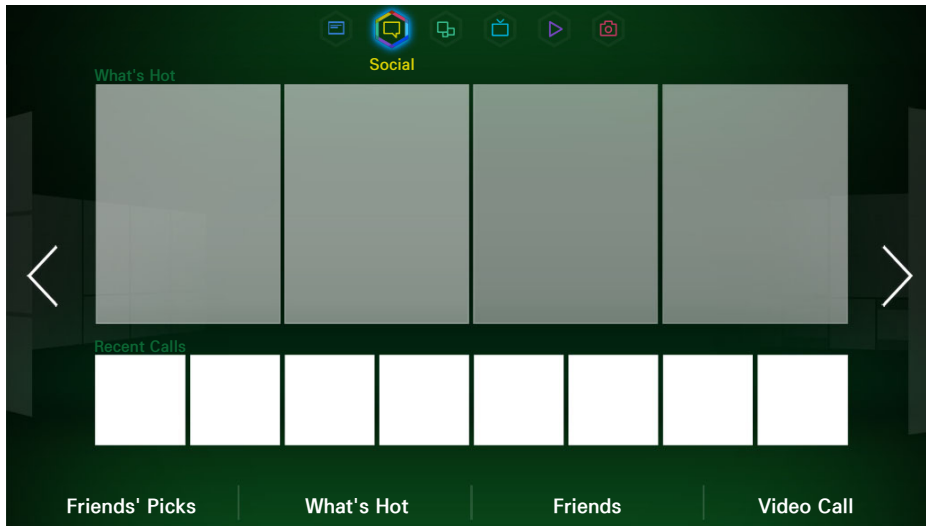 Social
What's Hot
Recent Calls
Friends' Picks
What's Hot
Friends
Video Call